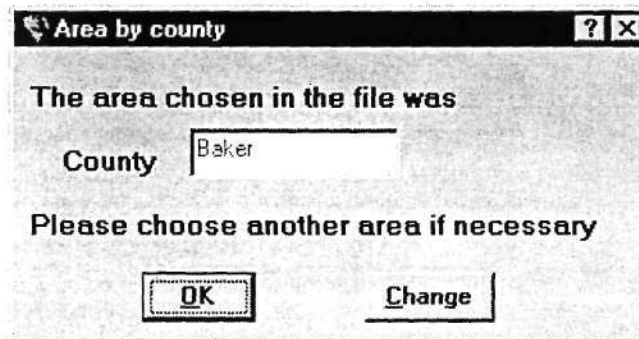 Area by county
The area chosen in the file was
County Baker
Please choose another area if necessary
OK Change